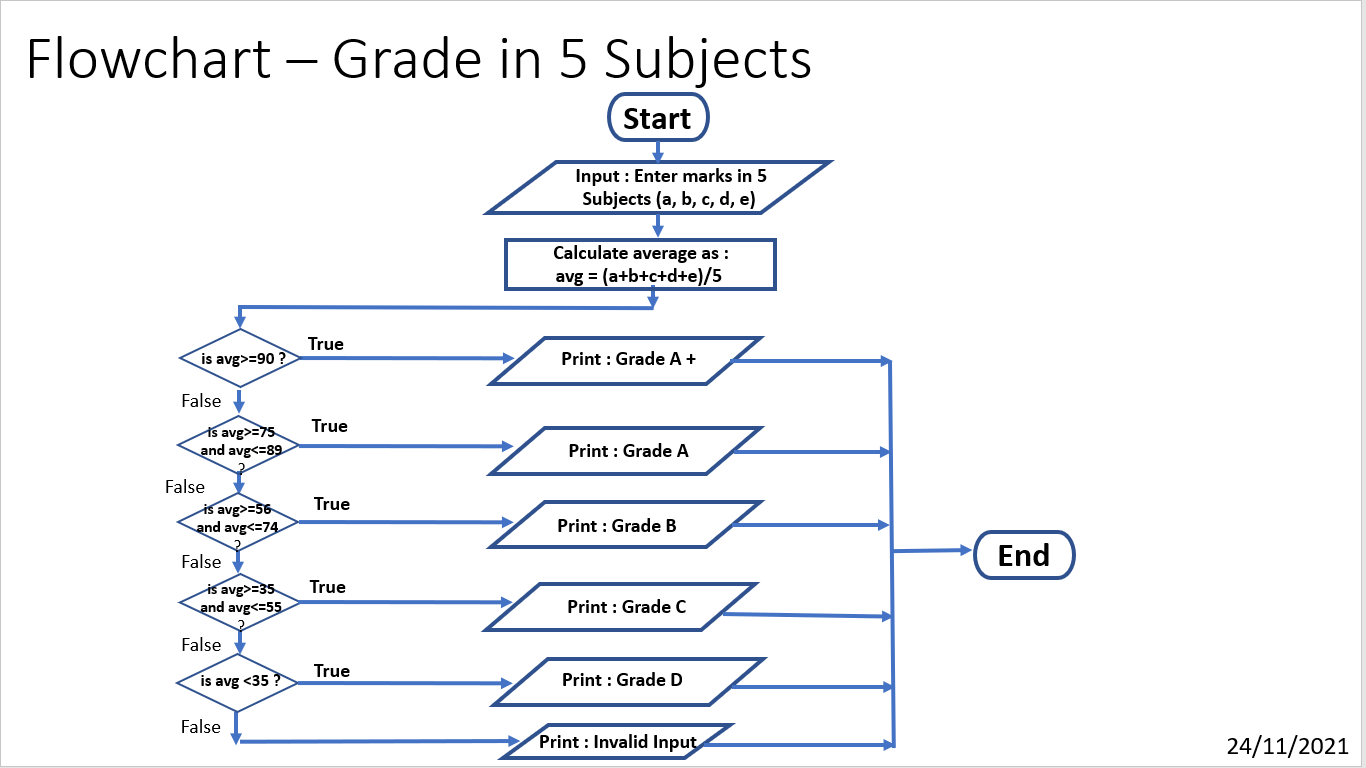 Flowchart – Grade in 5 Subjects
Start
Input : Enter marks in 5
Subjects (a, b, c, d, e)
Calculate average as :
avg = (a+b+c+d+e)/5
is avg>=90 ?
True
Print : Grade A +
False
is avg>=75
and avg<=89
?
True
Print : Grade A
False
is avg>=56
and avg<=74
?
True
Print : Grade B
False
is avg>=35
and avg<=55
?
True
Print : Grade C
False
is avg <35 ?
True
Print : Grade D
False
Print : Invalid Input
End
24/11/2021